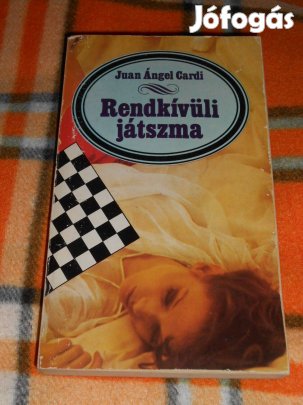 Jófogás
Juan Ángel Cardi
Rendkívüli
játszma